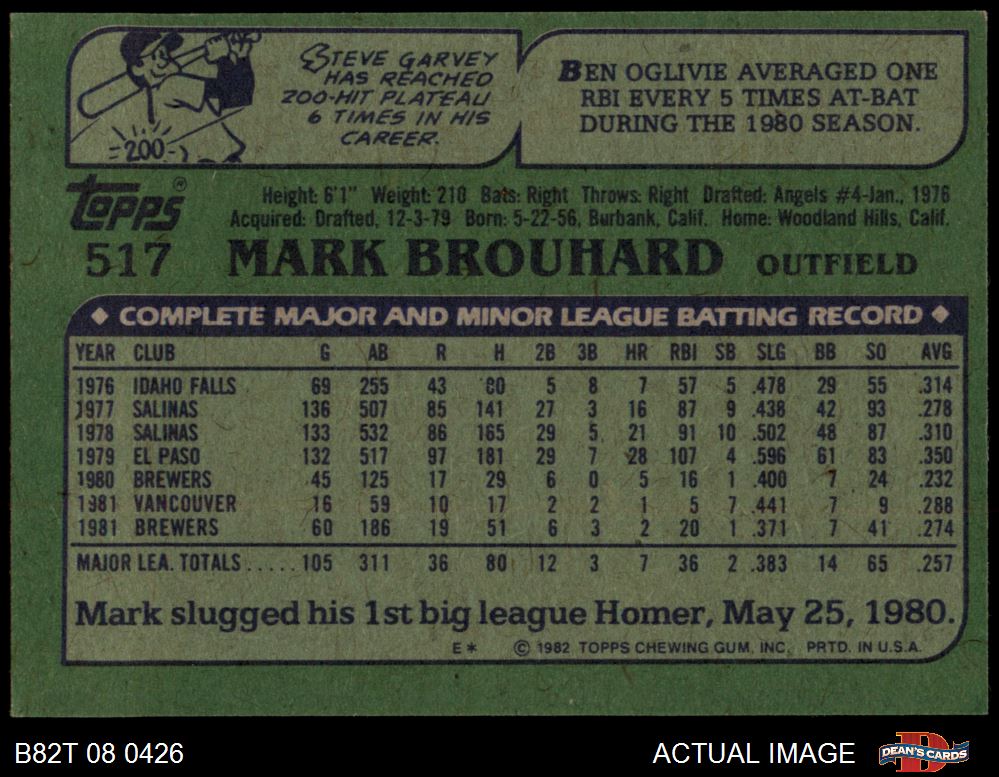 STEVE GARVEY
HAS REACHED
200-HIT PLATEAU
6 TIMES IN HIS
CAREER.
200
BEN OGLIVIE AVERAGED ONE
RBI EVERY 5 TIMES AT-BAT
DURING THE 1980 SEASON.
Topps®
517
Height: 6'1" Weight: 210 Bats: Right Throws: Right Drafted: Angels #4-Jan., 1976
Acquired: Drafted, 12-3-79 Born: 5-22-56, Burbank, Calif. Home: Woodland Hills, Calif.
MARK BROUHARD OUTFIELD
◆ COMPLETE MAJOR AND MINOR LEAGUE BATTING RECORD ◆
YEAR CLUB G AB R H 2B 3B HR RBI SB SLG BB SO AVG
1976 IDAHO FALLS 69 255 43 80 5 8 7 57 5 .478 29 55 .314
1977 SALINAS 136 507 85 141 27 3 16 87 9 .438 42 93 .278
1978 SALINAS 133 532 86 165 29 5 21 91 10 .502 48 87 .310
1979 EL PASO 132 517 97 181 29 7 28 107 4 .596 61 83 .350
1980 BREWERS 45 125 17 29 6 0 5 16 1 .400 7 24 .232
1981 VANCOUVER 16 59 10 17 2 2 1 5 7 .441 7 9 .288
1981 BREWERS 60 186 19 51 6 3 2 20 1 .371 7 41 .274
MAJOR LEA. TOTALS.....105 311 36 80 12 3 7 36 2 .383 14 65 .257
Mark slugged his 1st big league Homer, May 25, 1980.
E* © 1982 TOPPS CHEWING GUM, INC. PRTD. IN U.S.A.
B82T 08 0426
ACTUAL IMAGE
DEAN'S CARDS